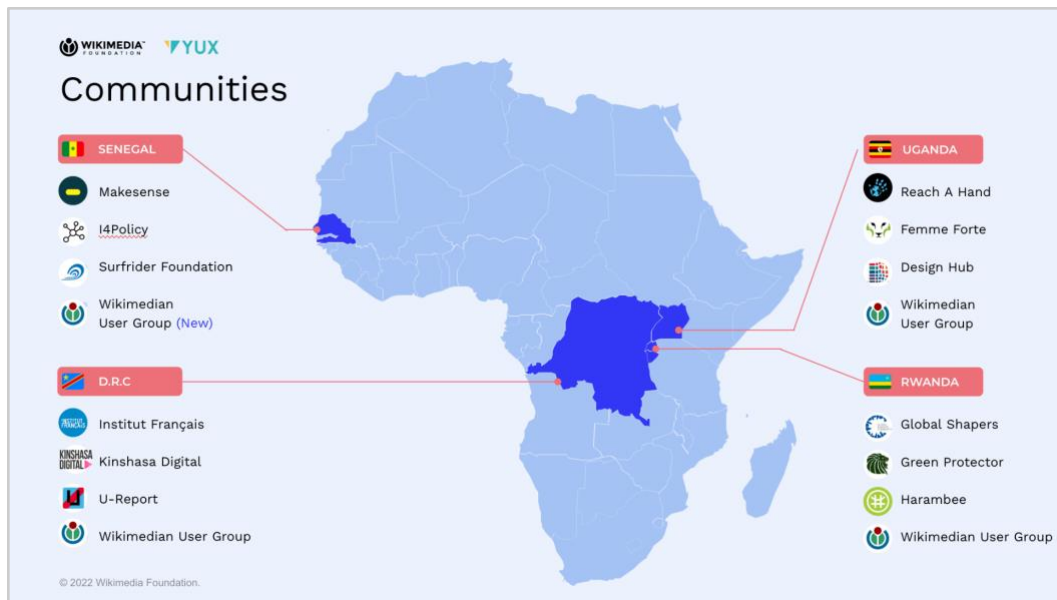 WIKIMEDIA
FOUNDATION
YUX
Communities
SENEGAL
Makesense
I4Policy
Surfrider Foundation
Wikimedian
User Group (New)
D.R.C
INSTITUT
FRANÇAIS
Institut Français
KINSHASA
DIGITAL
Kinshasa Digital
U-Report
Wikimedian User Group
UGANDA
Reach A Hand
Femme Forte
Design Hub
Wikimedian
User Group
RWANDA
Global Shapers
Green Protector
Harambee
Wikimedian User Group
© 2022 Wikimedia Foundation.